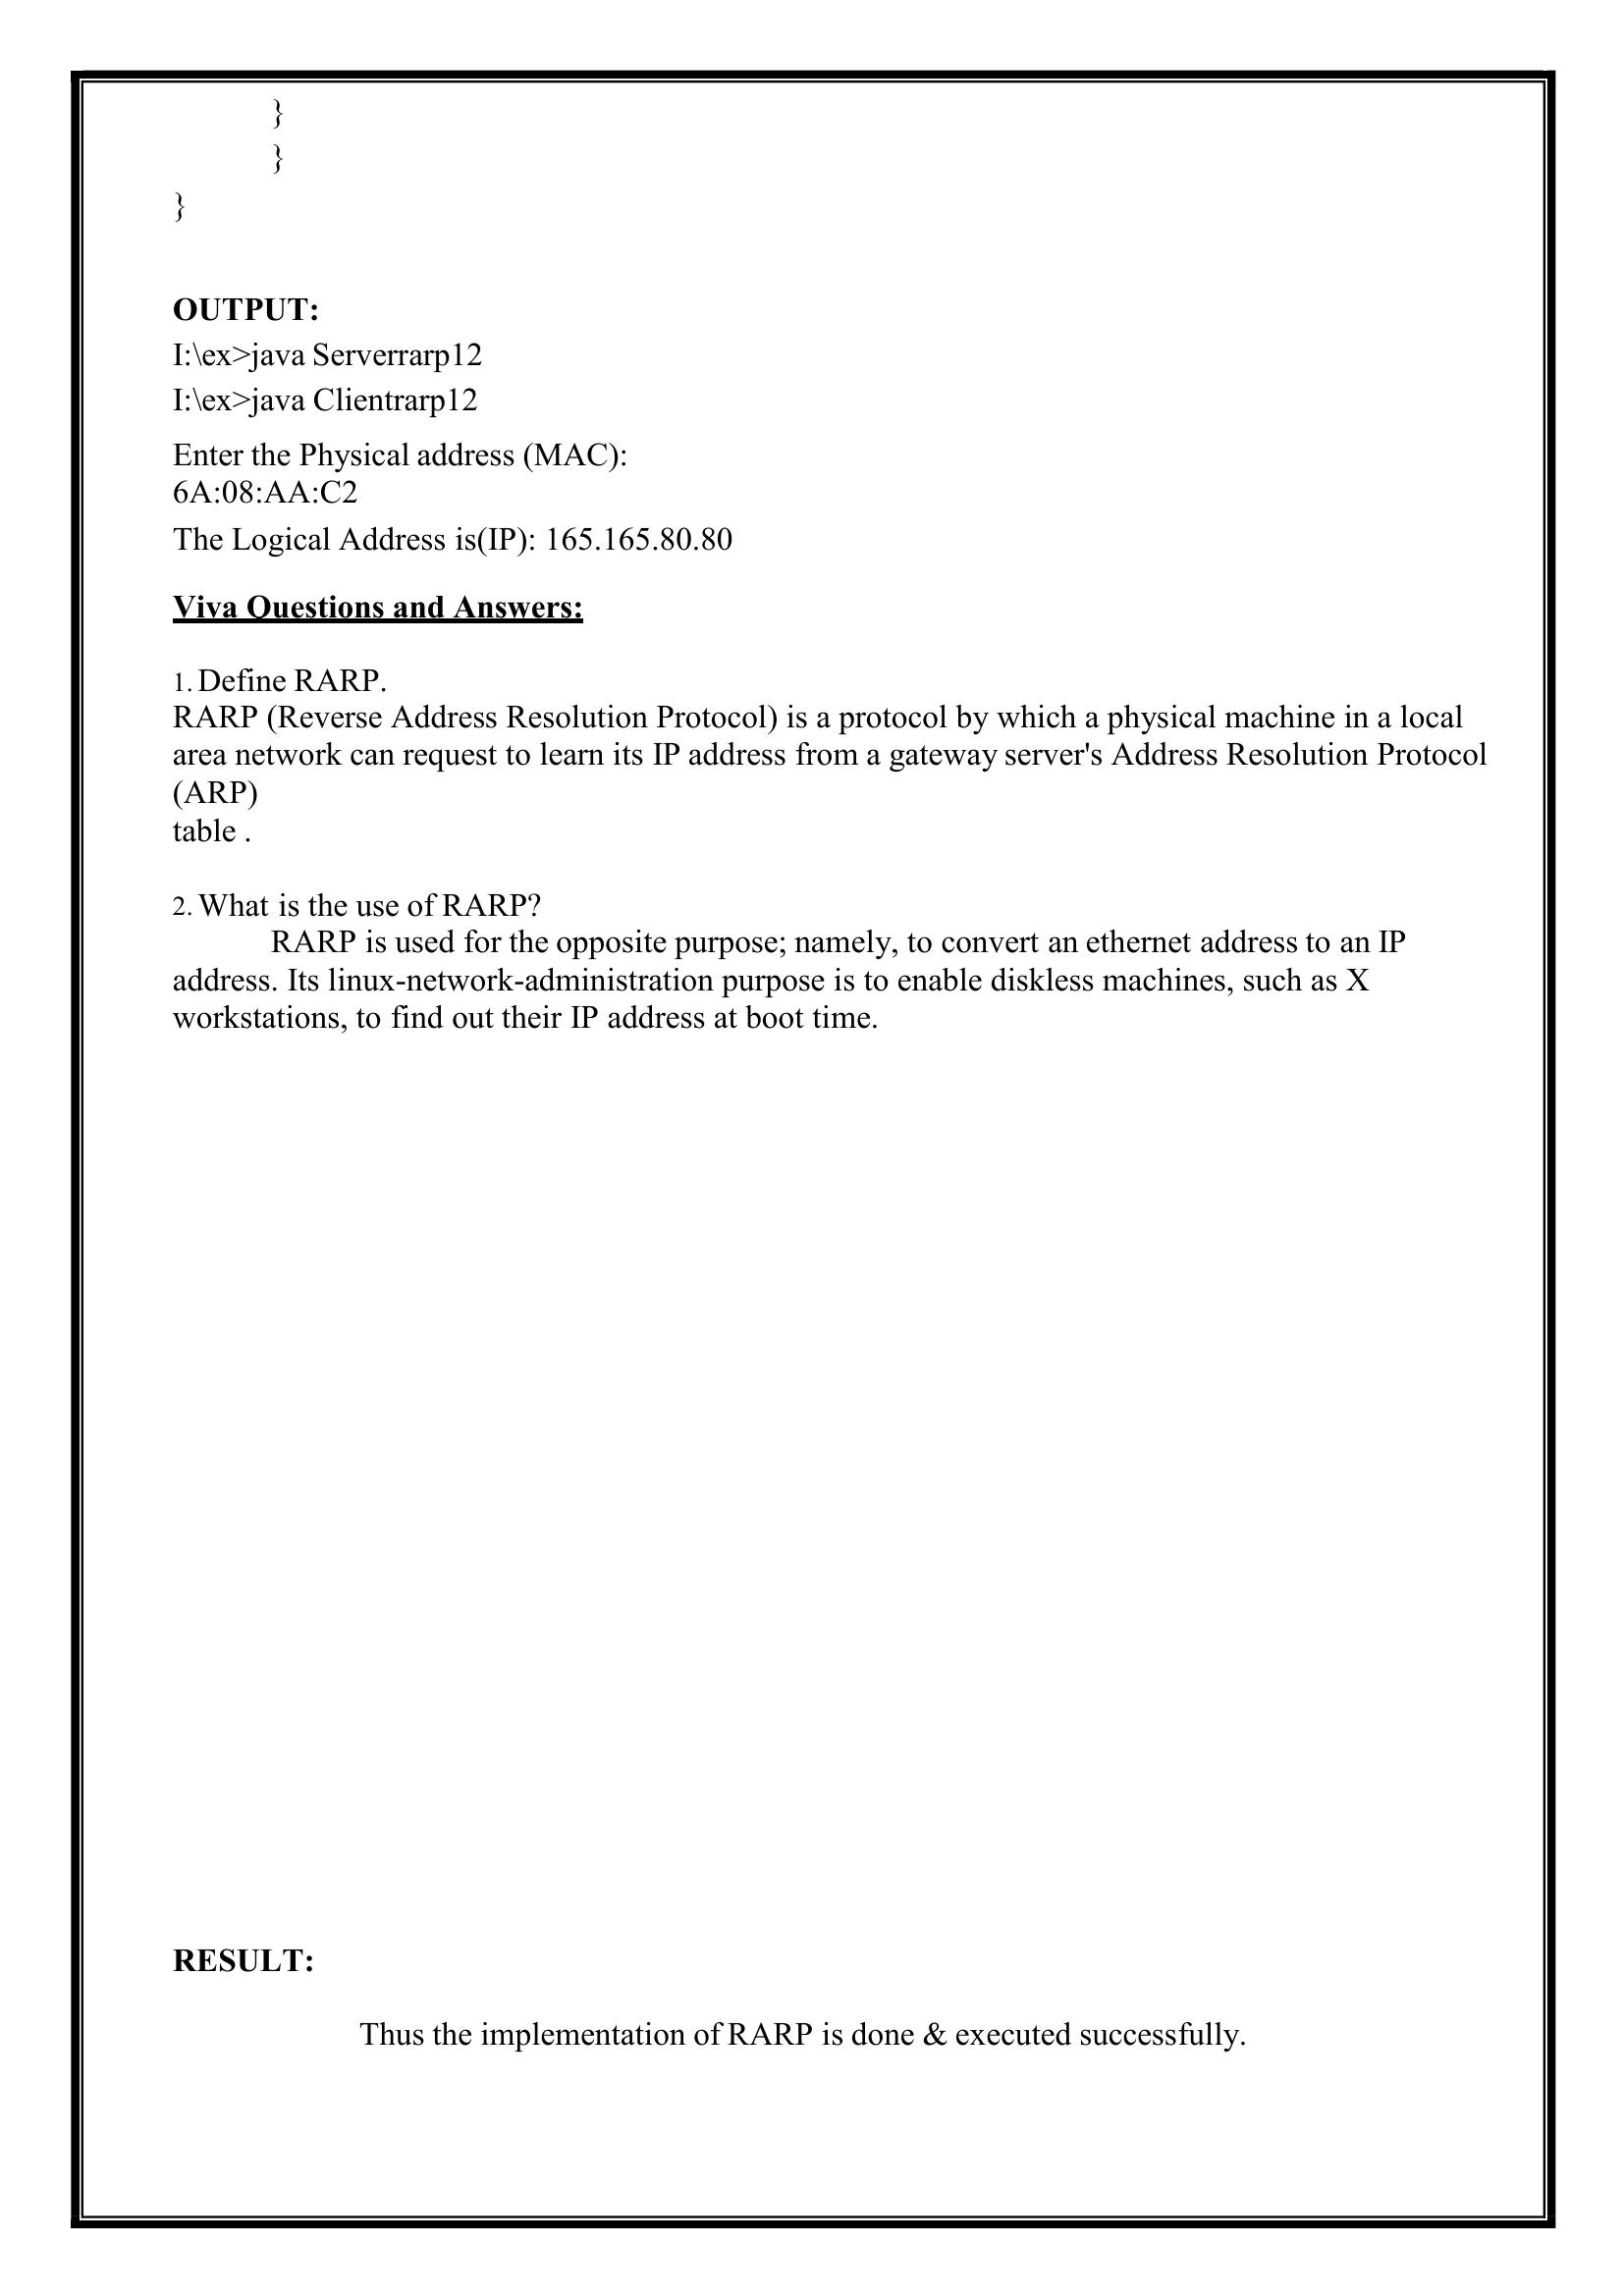 }
}
}
OUTPUT:
I:\ex>java Serverrarp12
I:\ex>java Clientrarp12
Enter the Physical address (MAC):
6A:08:AA:C2
The Logical Address is(IP): 165.165.80.80
Viva Questions and Answers:
1. Define RARP.
RARP (Reverse Address Resolution Protocol) is a protocol by which a physical machine in a local
area network can request to learn its IP address from a gateway server's Address Resolution Protocol
(ARP)
table .
2. What is the use of RARP?
RARP is used for the opposite purpose; namely, to convert an ethernet address to an IP
address. Its linux-network-administration purpose is to enable diskless machines, such as X
workstations, to find out their IP address at boot time.
RESULT:
Thus the implementation of RARP is done & executed successfully.